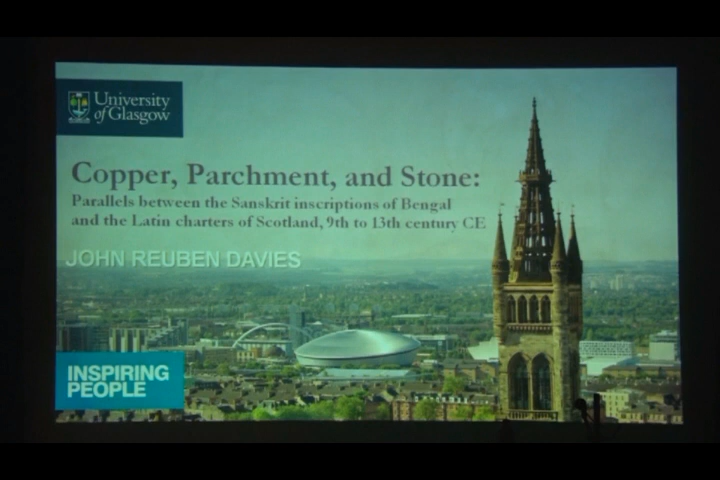 University
of Glasgow
Copper, Parchment, and Stone:
Parallels between the Sanskrit inscriptions of Bengal
and the Latin charters of Scotland, 9th to 13th century CE
JOHN REUBEN DAVIES
INSPIRING
PEOPLE